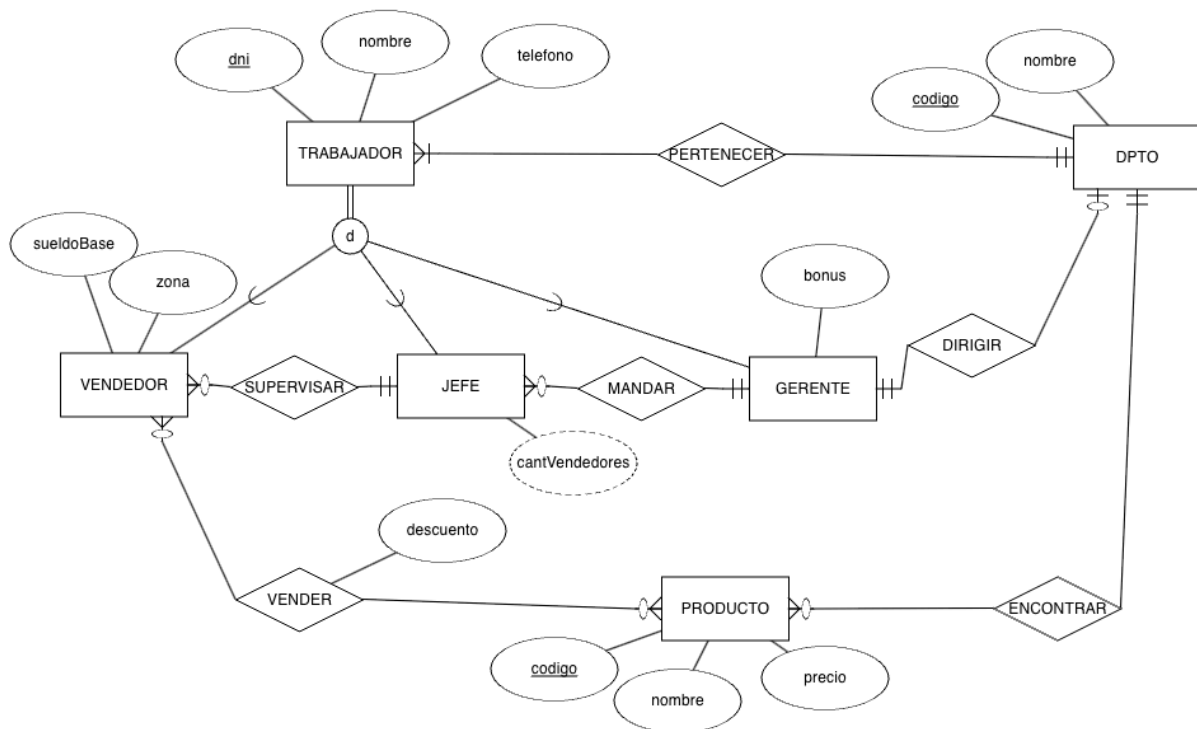 nombre
dni
telefono
nombre
codigo
TRABAJADOR
PERTENECER
DPTO
d
sueldoBase
zona
bonus
VENDEDOR
SUPERVISAR
JEFE
MANDAR
GERENTE
DIRIGIR
cantVendedores
descuento
VENDER
PRODUCTO
ENCONTRAR
codigo
nombre
precio